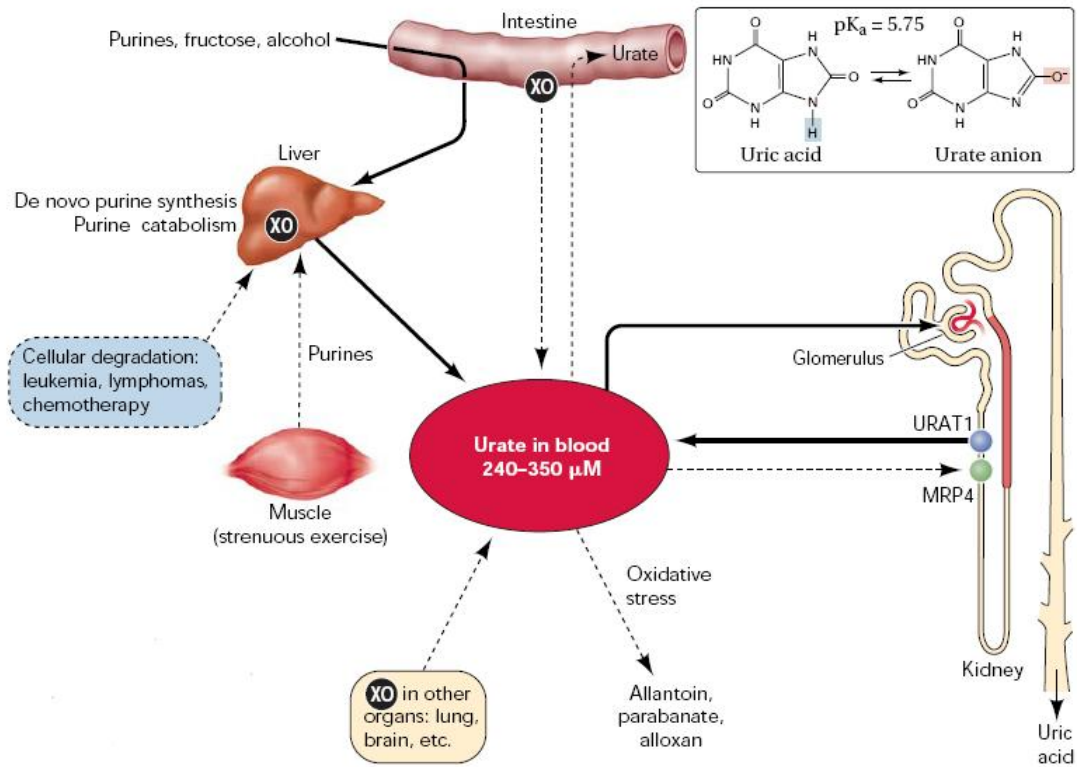 Intestine
Purines, fructose, alcohol
Urate
XO
pKa = 5.75
O
H
N
HN
O
O
N
H
N
H
Uric acid
O
H
N
HN
O⁻
O
N
H
N
Urate anion
Liver
De novo purine synthesis
Purine catabolism
XO
Cellular degradation:
leukemia, lymphomas,
chemotherapy
Purines
Muscle
(strenuous exercise)
Urate in blood
240–350 μM
Glomerulus
URAT1
MRP4
Kidney
Uric
acid
Oxidative
stress
Allantoin,
parabanate,
alloxan
XO in other
organs: lung,
brain, etc.